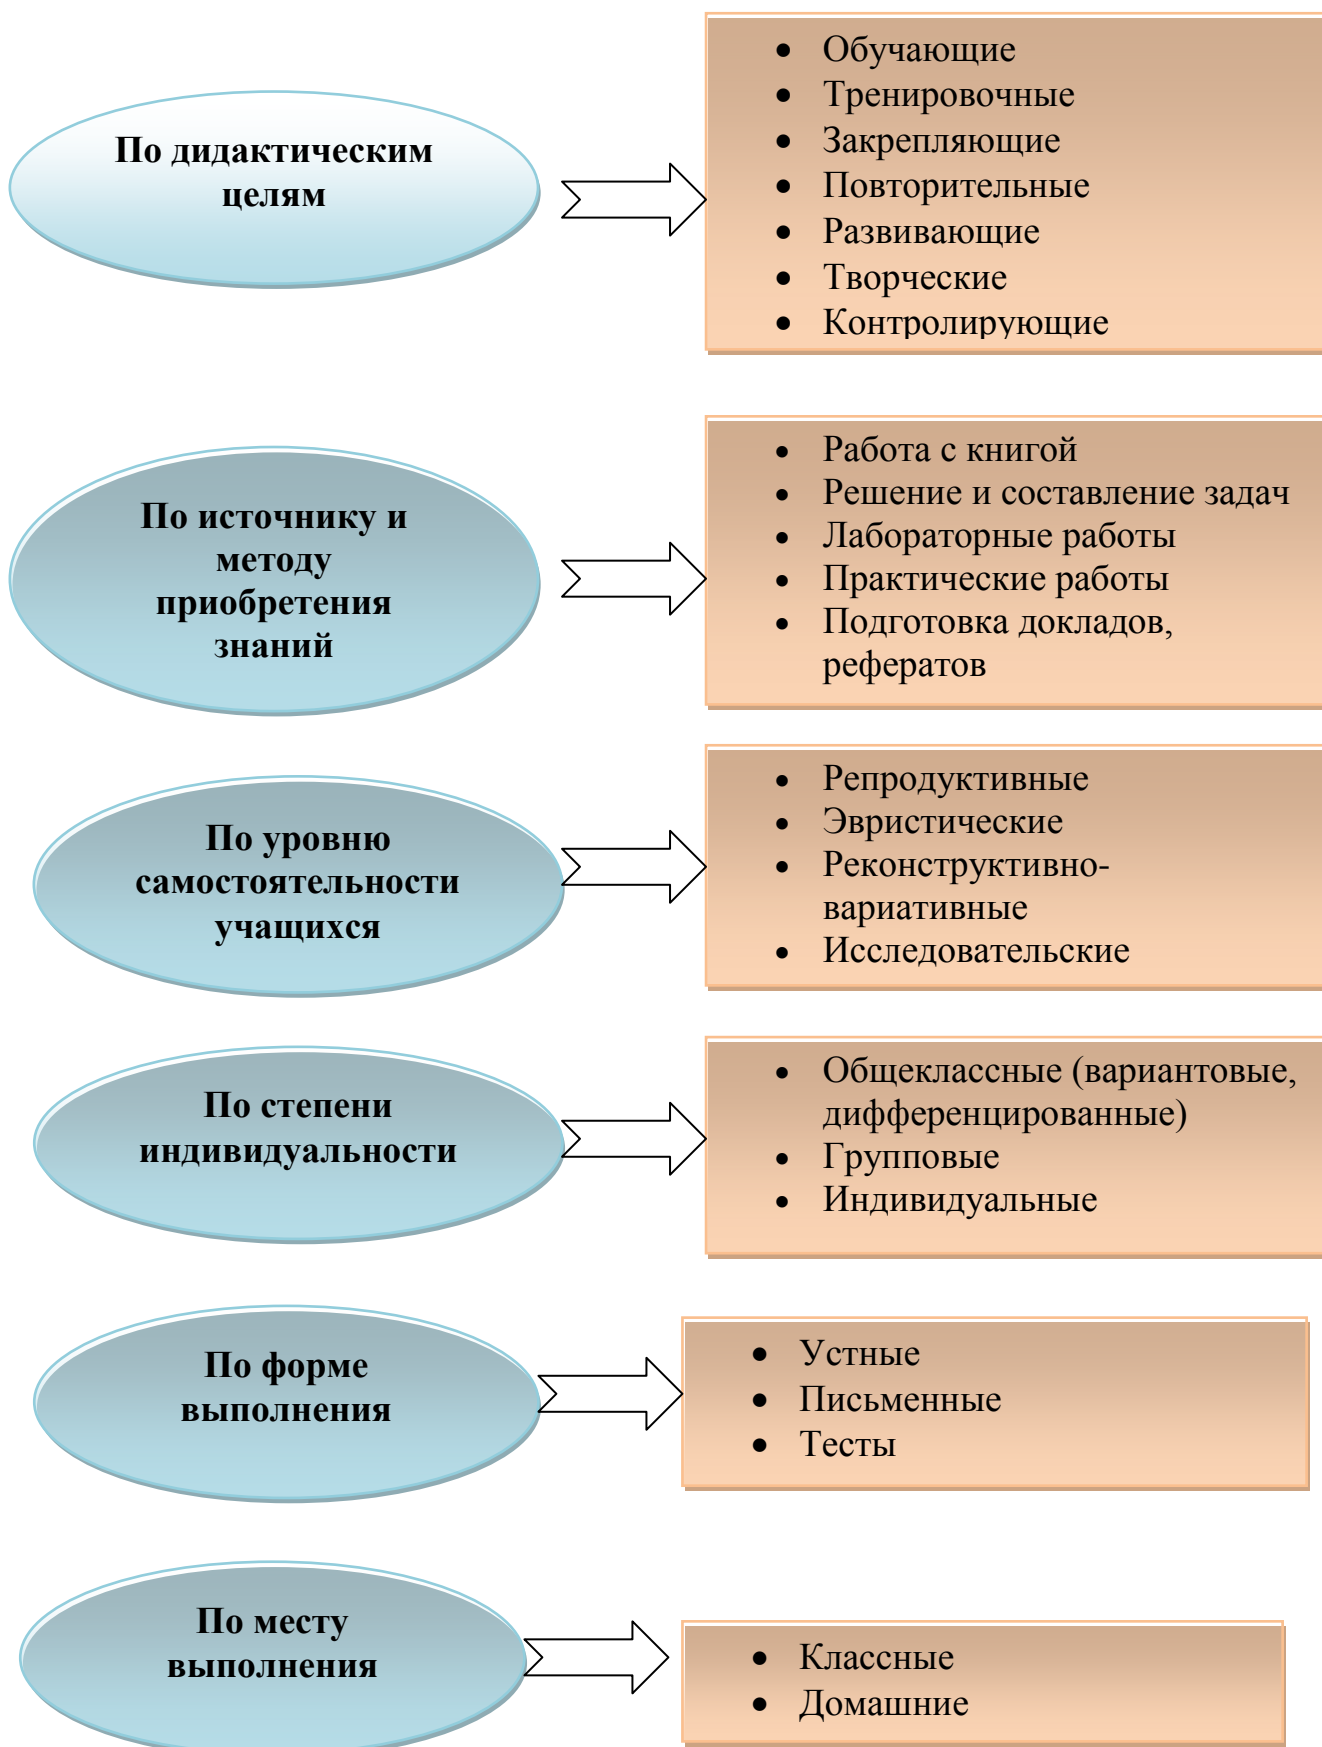 По дидактическим
целям
• Обучающие
• Тренировочные
• Закрепляющие
• Повторительные
• Развивающие
• Творческие
• Контролирующие
По источнику и
методу
приобретения
знаний
• Работа с книгой
• Решение и составление задач
• Лабораторные работы
• Практические работы
• Подготовка докладов,
рефератов
По уровню
самостоятельности
учащихся
• Репродуктивные
• Эвристические
• Реконструктивно-
вариативные
• Исследовательские
По степени
индивидуальности
• Общеклассные (вариантовые,
дифференцированные)
• Групповые
• Индивидуальные
По форме
выполнения
• Устные
• Письменные
• Тесты
По месту
выполнения
• Классные
• Домашние